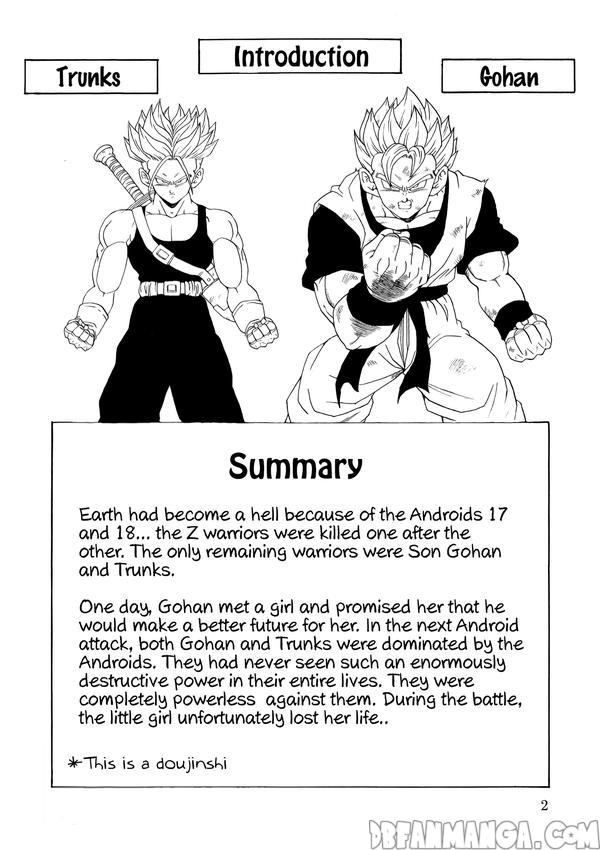 Introduction
Trunks
Gohan
Summary
Earth had become a hell because of the Androids 17
and 18... the Z warriors were killed one after the
other. The only remaining warriors were Son Gohan
and Trunks.
One day, Gohan met a girl and promised her that he
would make a better future for her. In the next Android
attack, both Gohan and Trunks were dominated by the
Androids. They had never seen such an enormously
destructive power in their entire lives. They were
completely powerless against them. During the battle,
the little girl unfortunately lost her life..
*This is a doujinshi
2
DBFANMANGA.COM